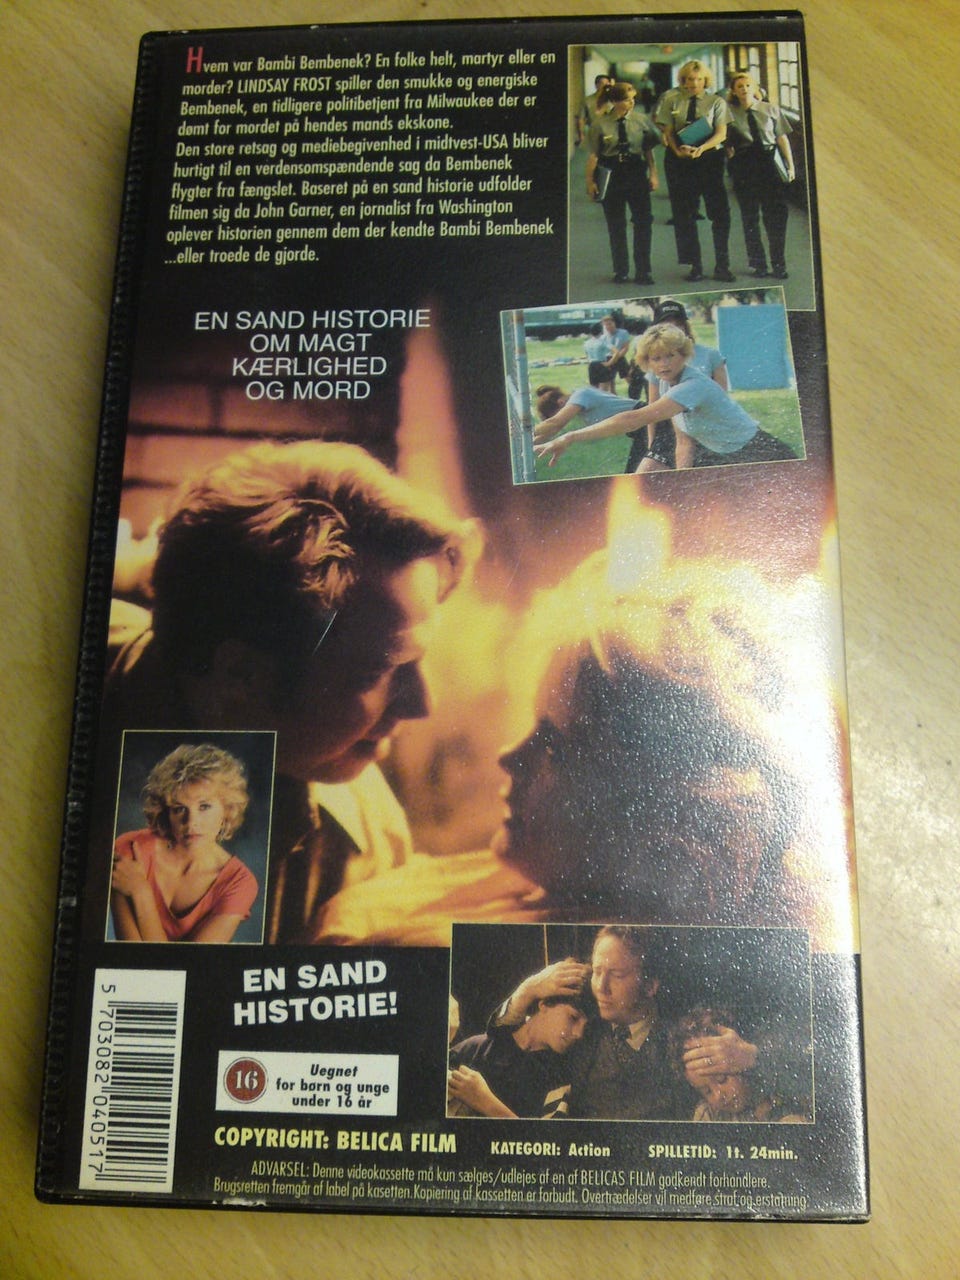 Hvem var Bambi Bembenek? En folke helt, martyr eller en
morder? LINDSAY FROST spiller den smukke og energiske
Bembenek, en tidligere politibetjent fra Milwaukee der er
dømt for mordet på hendes mands ekskone.
Den store retsag og mediebegivenhed i midtvest-USA bliver
hurtigt til en verdensomspændende sag da Bembenek
flygter fra fængslet. Baseret på en sand historie udfolder
filmen sig da John Garner, en jornalist fra Washington
oplever historien gennem dem der kendte Bambi Bembenek
...eller troede de gjorde.
EN SAND HISTORIE
OM MAGT
KÆRLIGHED
OG MORD
EN SAND
HISTORIE!
5 703082 040517
16
Uegnet
for børn og unge
under 16 år
COPYRIGHT: BELICA FILM
KATEGORI: Action
SPILLETID: 1t. 24min.
ADVARSEL: Denne videokassette må kun sælges/udlejes af en af BELICAS FILM godkendt forhandlere.
Brugsretten fremgår af label på kasetten.Kopiering af kassetten er forbudt. Overtrædelser vil medføre straf og erstatning